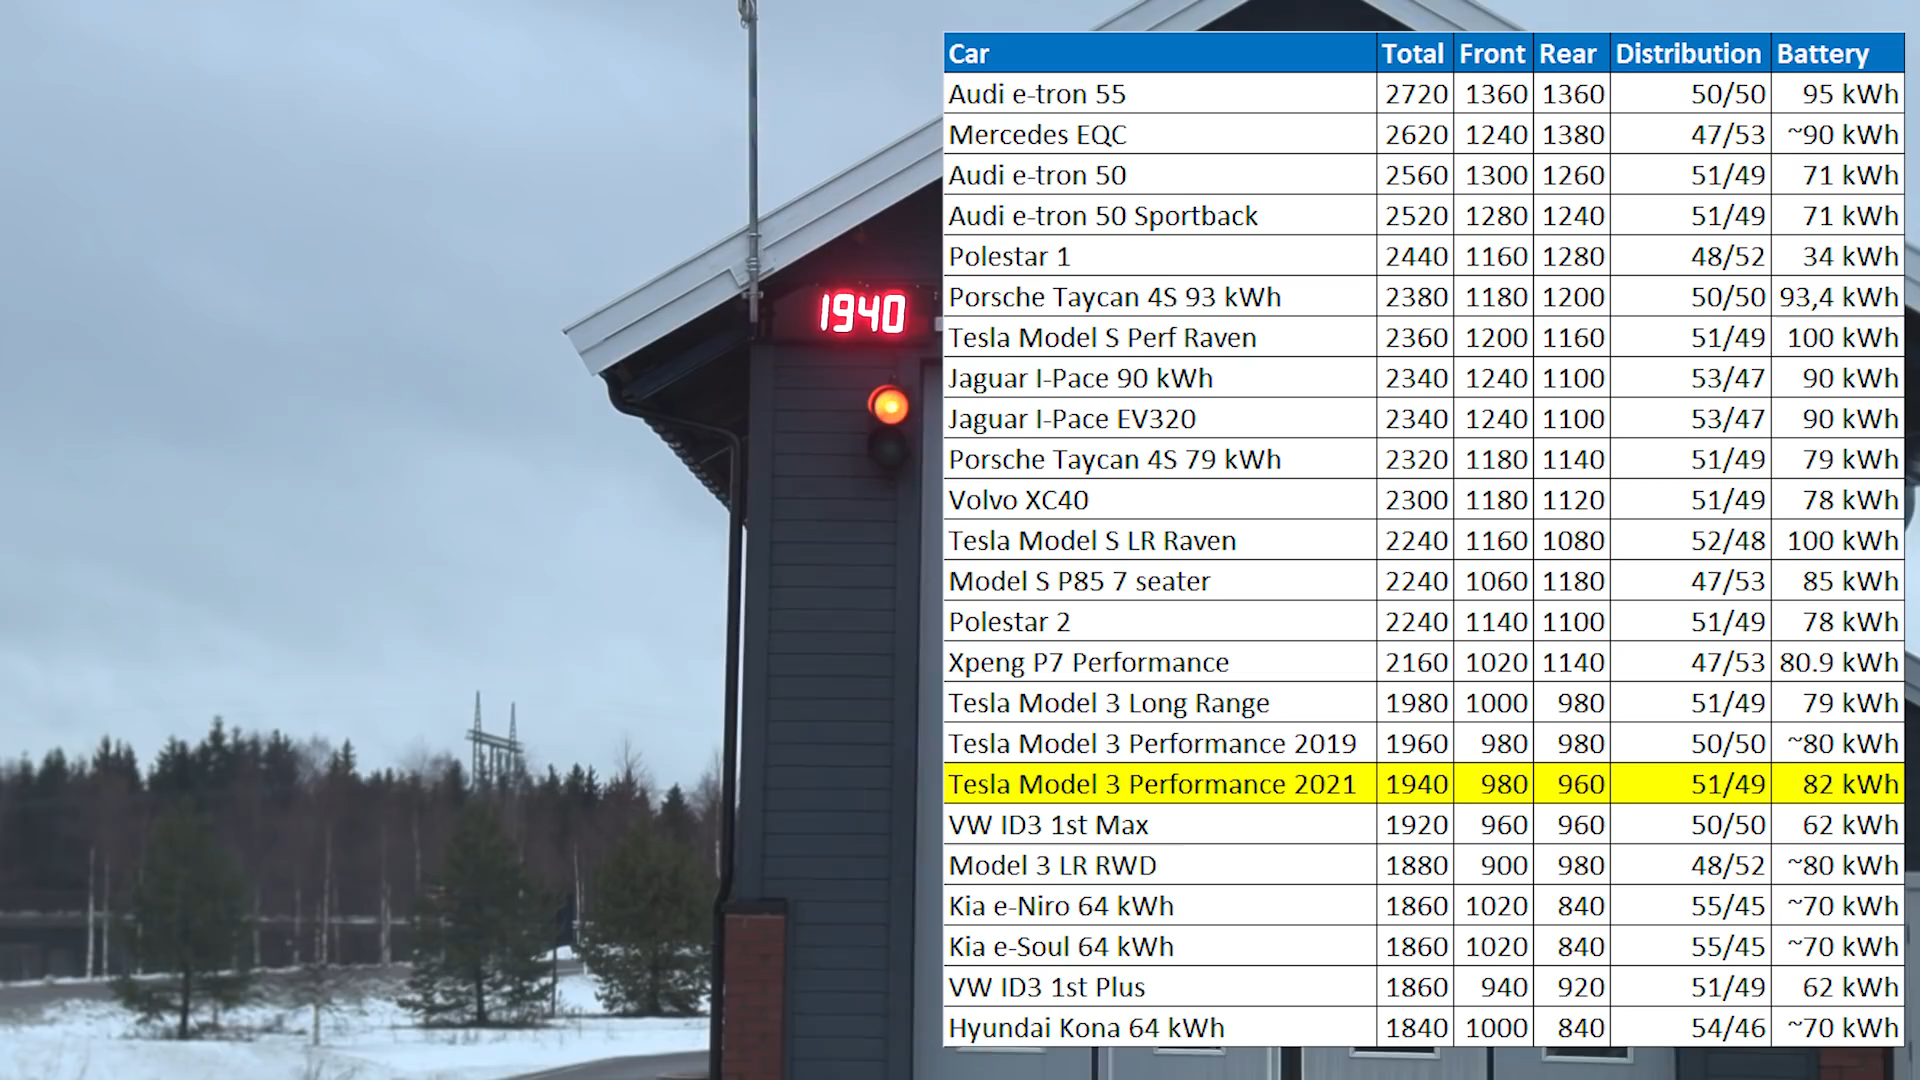 Car Total Front Rear Distribution Battery
Audi e-tron 55 2720 1360 1360 50/50 95 kWh
Mercedes EQC 2620 1240 1380 47/53 ~90 kWh
Audi e-tron 50 2560 1300 1260 51/49 71 kWh
Audi e-tron 50 Sportback 2520 1280 1240 51/49 71 kWh
Polestar 1 2440 1160 1280 48/52 34 kWh
Porsche Taycan 4S 93 kWh 2380 1180 1200 50/50 93,4 kWh
Tesla Model S Perf Raven 2360 1200 1160 51/49 100 kWh
Jaguar I-Pace 90 kWh 2340 1240 1100 53/47 90 kWh
Jaguar I-Pace EV320 2340 1240 1100 53/47 90 kWh
Porsche Taycan 4S 79 kWh 2320 1180 1140 51/49 79 kWh
Volvo XC40 2300 1180 1120 51/49 78 kWh
Tesla Model S LR Raven 2240 1160 1080 52/48 100 kWh
Model S P85 7 seater 2240 1060 1180 47/53 85 kWh
Polestar 2 2240 1140 1100 51/49 78 kWh
Xpeng P7 Performance 2160 1020 1140 47/53 80.9 kWh
Tesla Model 3 Long Range 1980 1000 980 51/49 79 kWh
Tesla Model 3 Performance 2019 1960 980 980 50/50 ~80 kWh
Tesla Model 3 Performance 2021 1940 980 960 51/49 82 kWh
VW ID3 1st Max 1920 960 960 50/50 62 kWh
Model 3 LR RWD 1880 900 980 48/52 ~80 kWh
Kia e-Niro 64 kWh 1860 1020 840 55/45 ~70 kWh
Kia e-Soul 64 kWh 1860 1020 840 55/45 ~70 kWh
VW ID3 1st Plus 1860 940 920 51/49 62 kWh
Hyundai Kona 64 kWh 1840 1000 840 54/46 ~70 kWh
1940